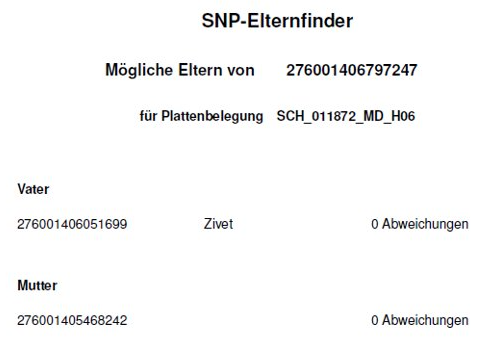 SNP-Elternfinder
Mögliche Eltern von 276001406797247
für Plattenbelegung SCH_011872_MD_H06
Vater
276001406051699 Zivet 0 Abweichungen
Mutter
276001405468242 0 Abweichungen